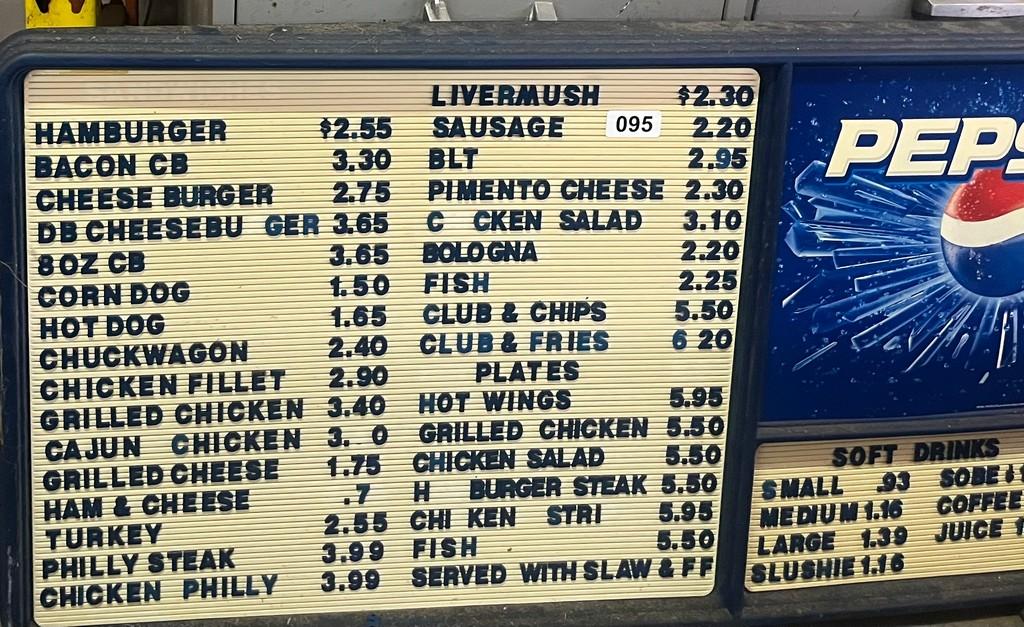 HAMBURGER $2.55
BACON CB 3.30
CHEESE BURGER 2.75
DB CHEESEBU GER 3.65
8 OZ CB 3.65
CORN DOG 1.50
HOT DOG 1.65
CHUCKWAGON 2.40
CHICKEN FILLET 2.90
GRILLED CHICKEN 3.40
CAJUN CHICKEN 3. 0
GRILLED CHEESE 1.75
HAM & CHEESE .7
TURKEY 2.55
PHILLY STEAK 3.99
CHICKEN PHILLY 3.99
LIVERMUSH $2.30
SAUSAGE 095 2.20
BLT 2.95
PIMENTO CHEESE 2.30
C CKEN SALAD 3.10
BOLOGNA 2.20
FISH 2.25
CLUB & CHIPS 5.50
CLUB & FRIES 6 20
PLATES
HOT WINGS 5.95
GRILLED CHICKEN 5.50
CHICKEN SALAD 5.50
H BURGER STEAK 5.50
CHI KEN STRI 5.95
FISH 5.50
SERVED WITH SLAW & F F
PEPS
SOFT DRINKS
SMALL .93
MEDIUM 1.16
LARGE 1.39
SLUSHIE 1.16
SOBE
COFFEE
JUICE 1